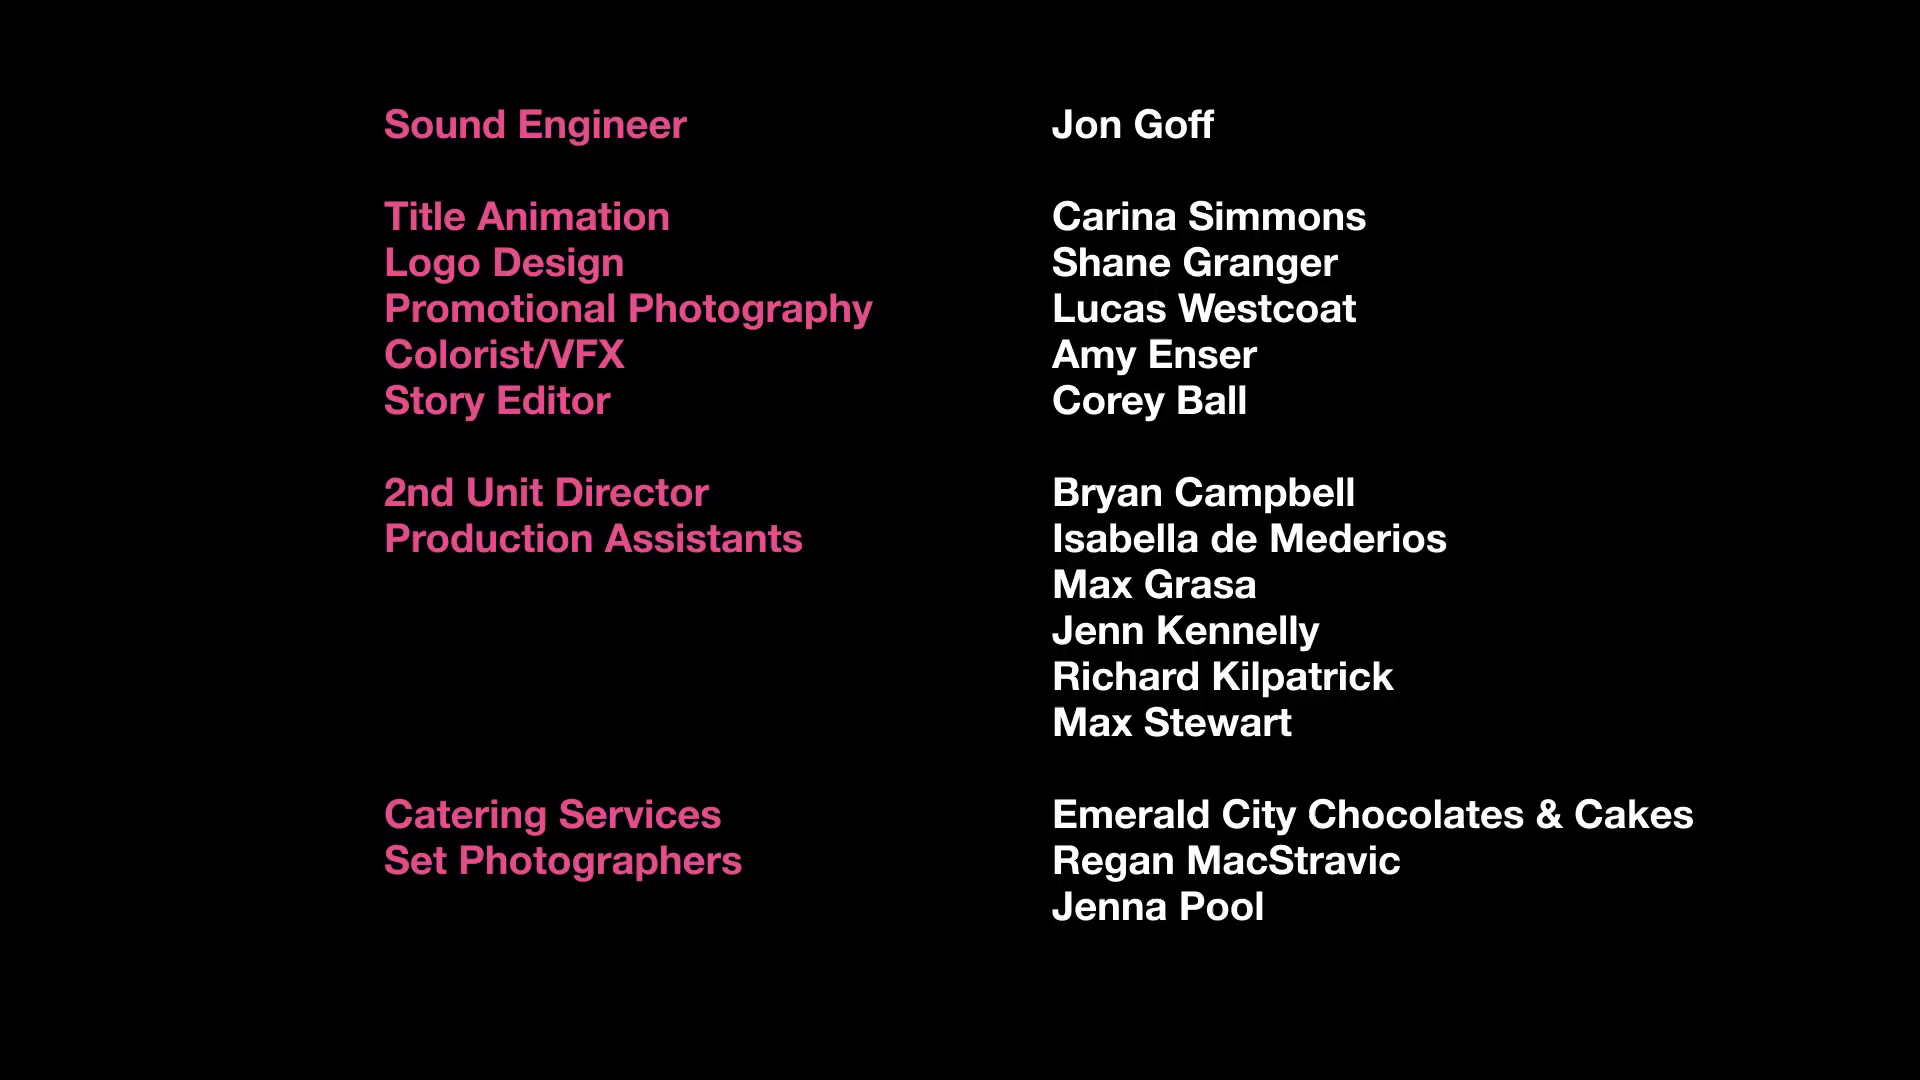 Sound Engineer Jon Goff
Title Animation Carina Simmons
Logo Design Shane Granger
Promotional Photography Lucas Westcoat
Colorist/VFX Amy Enser
Story Editor Corey Ball
2nd Unit Director Bryan Campbell
Production Assistants Isabella de Mederios
Max Grasa
Jenn Kennelly
Richard Kilpatrick
Max Stewart
Catering Services Emerald City Chocolates & Cakes
Set Photographers Regan MacStravic
Jenna Pool